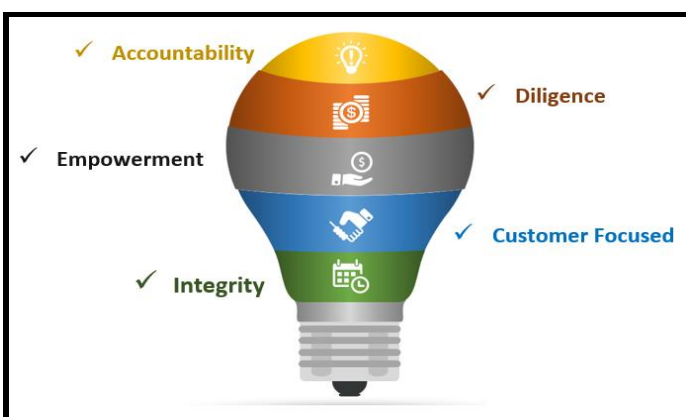 ✓ Accountability
✓ Diligence
✓ Empowerment
✓ Customer Focused
✓ Integrity